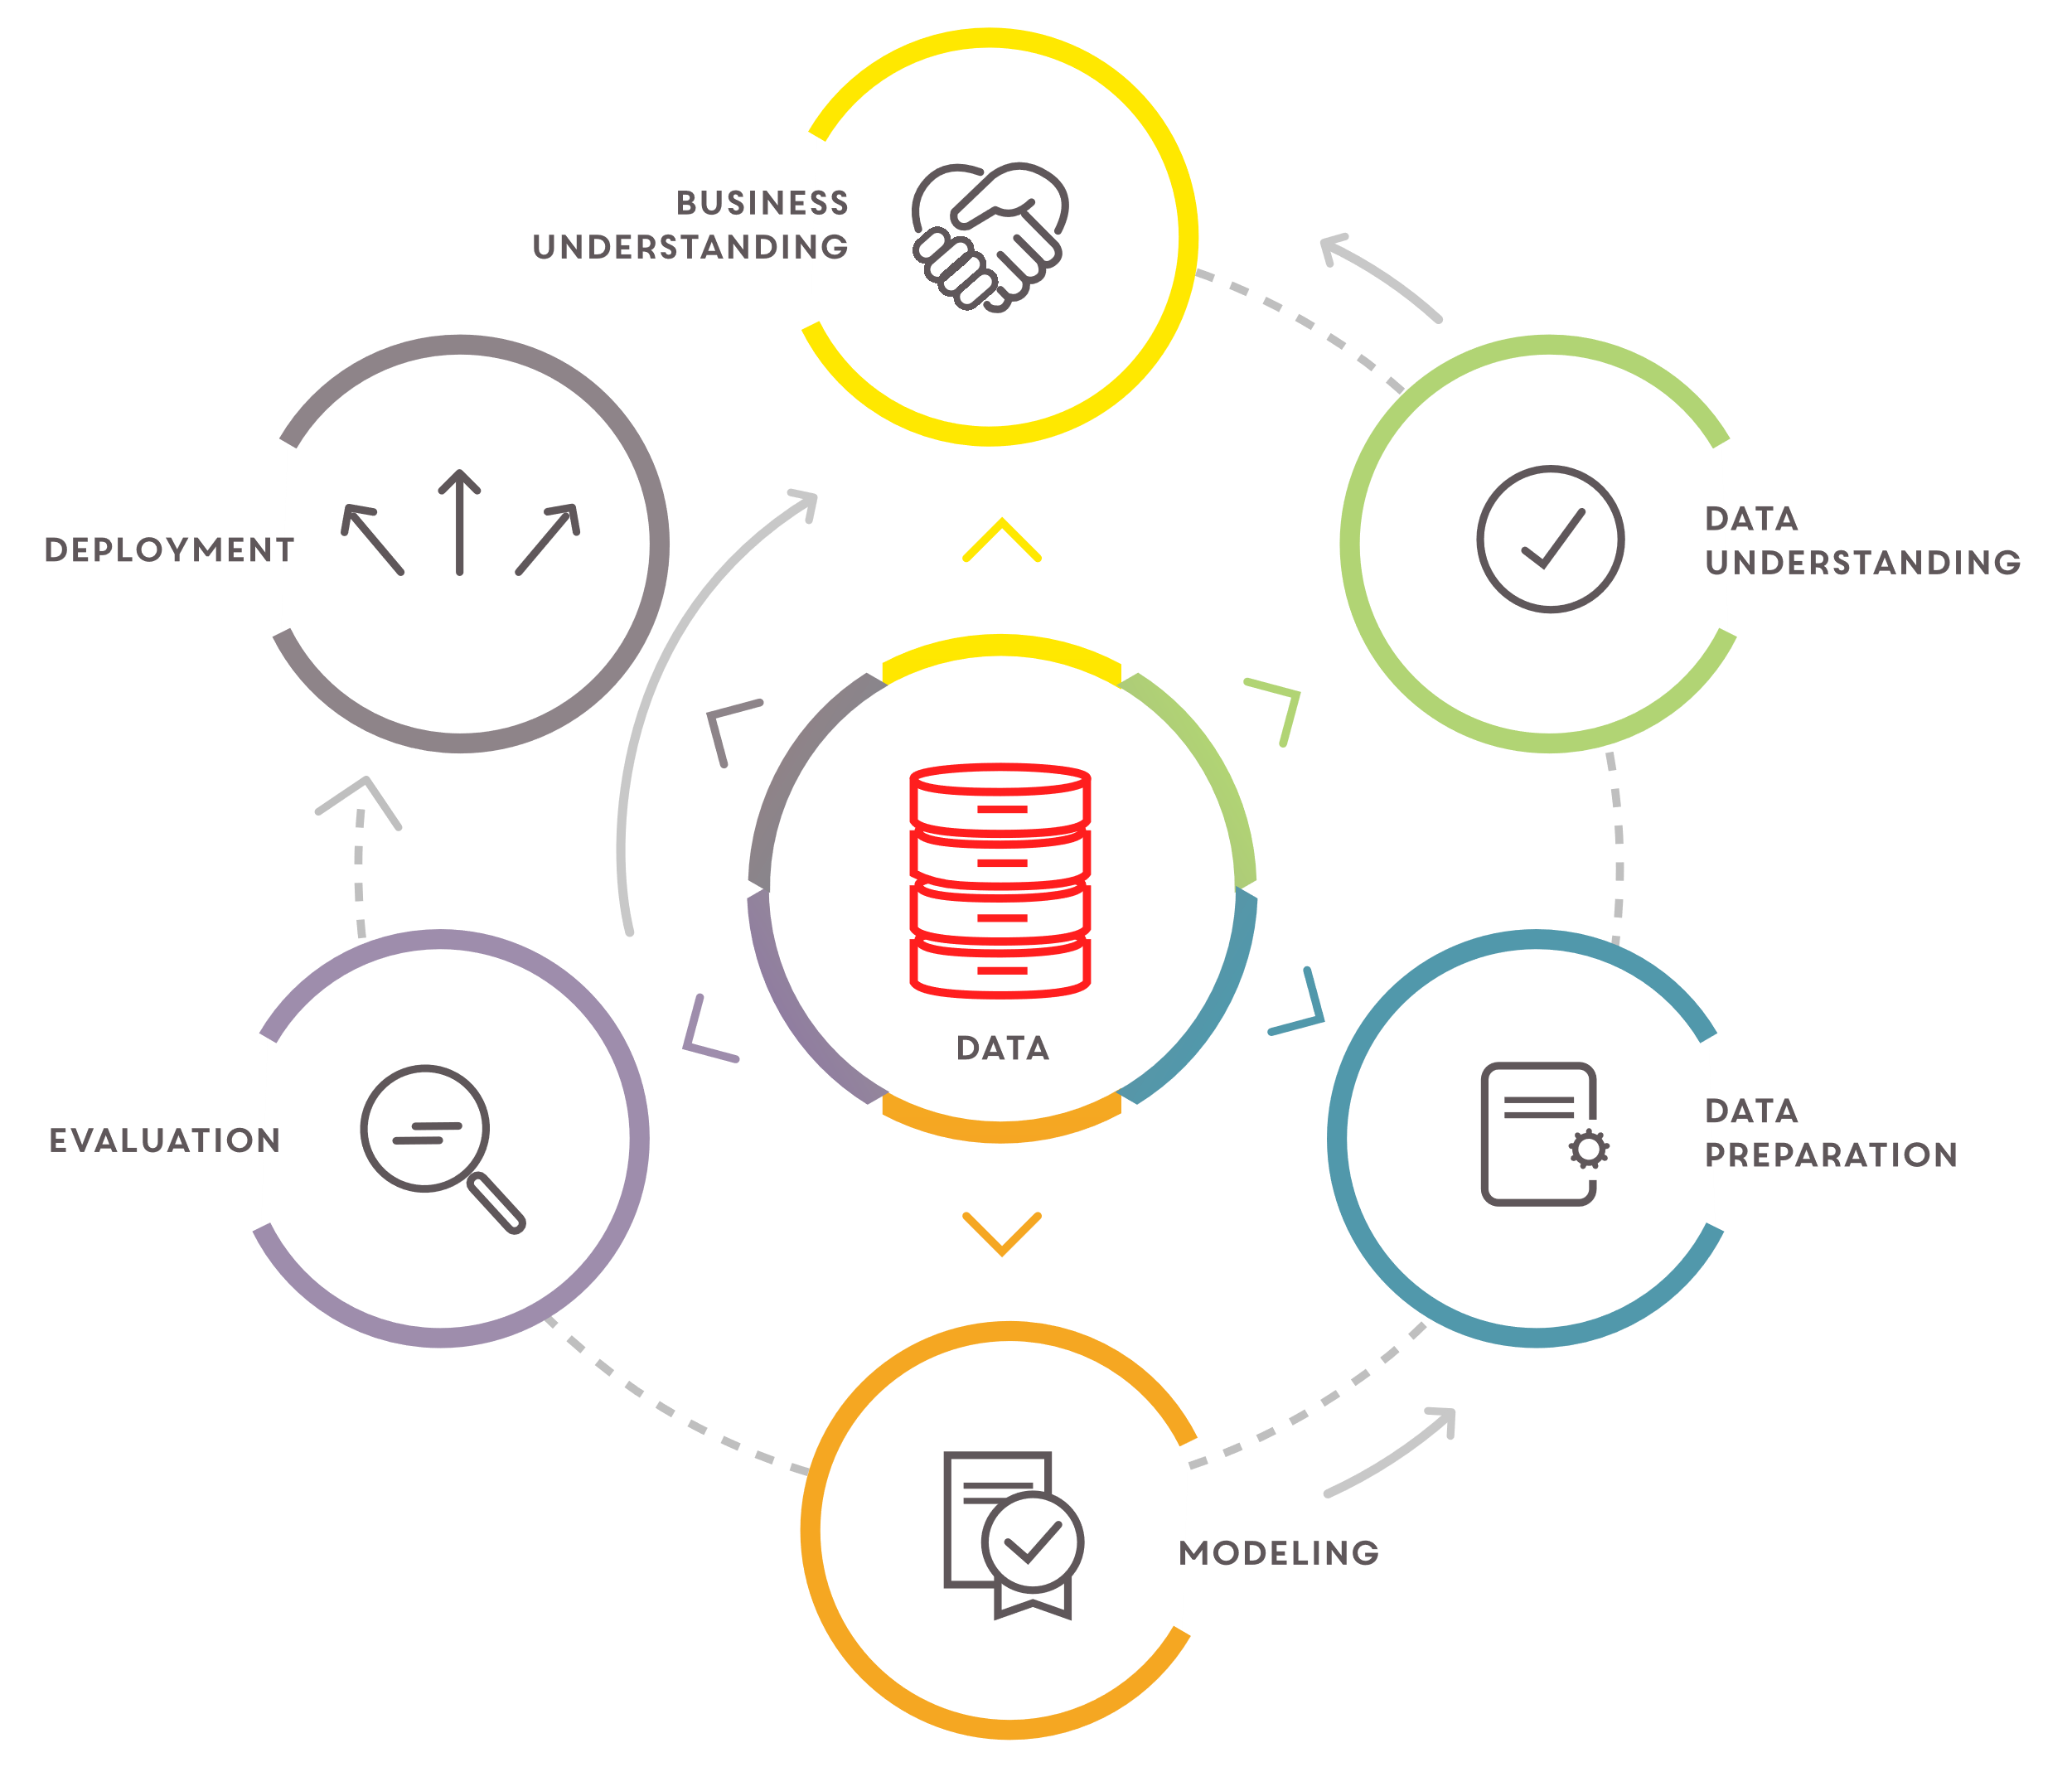 BUSINESS
UNDERSTANDING
DATA
UNDERSTANDING
DEPLOYMENT
DATA
DATA
PREPARATION
EVALUATION
MODELING